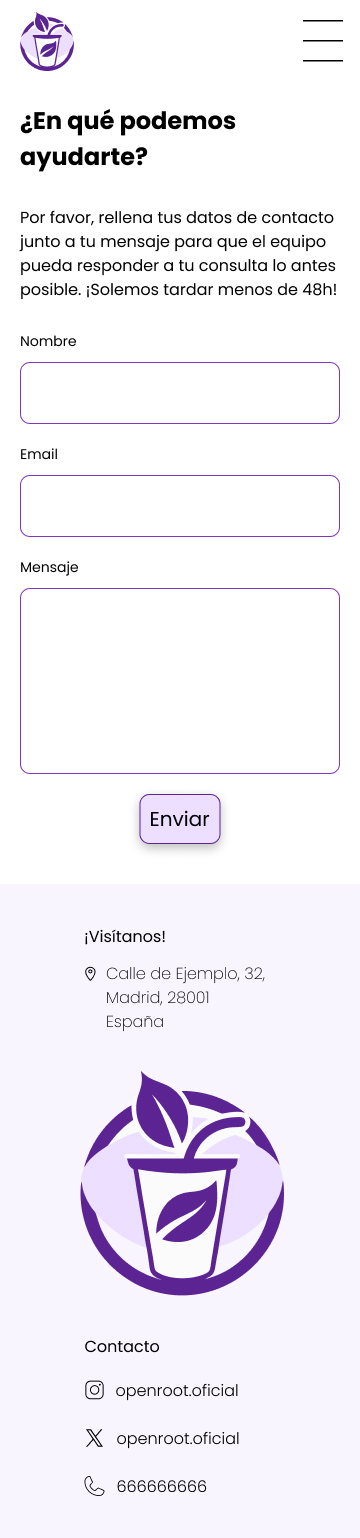 ¿En qué podemos
ayudarte?
Por favor, rellena tus datos de contacto
junto a tu mensaje para que el equipo
pueda responder a tu consulta lo antes
posible. ¡Solemos tardar menos de 48h!
Nombre
Email
Mensaje
Enviar
¡Visítanos!
Calle de Ejemplo, 32,
Madrid, 28001
España
Contacto
openroot.oficial
openroot.oficial
666666666